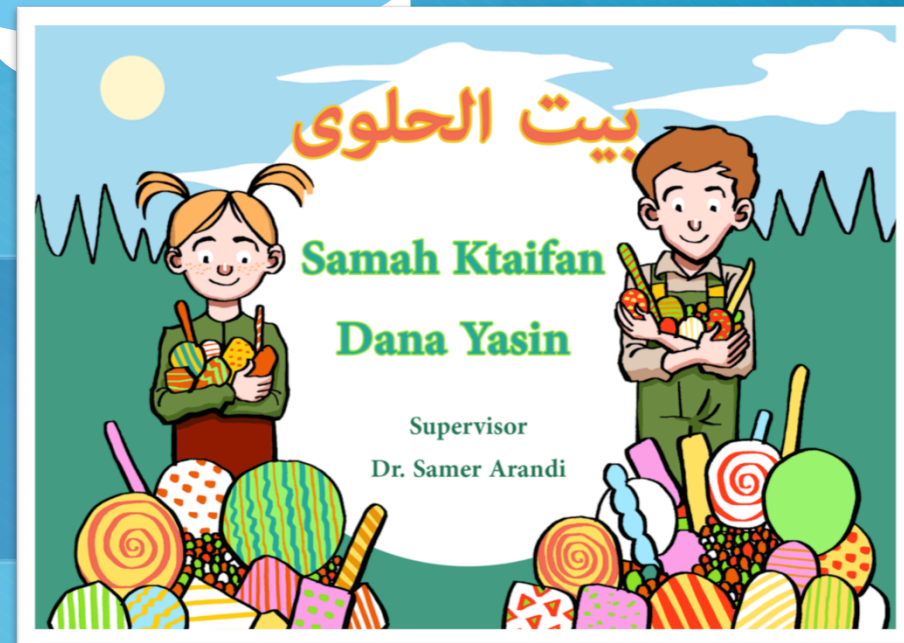 بيت الحلوى
Samah Ktaifan
Dana Yasin
Supervisor
Dr. Samer Arandi